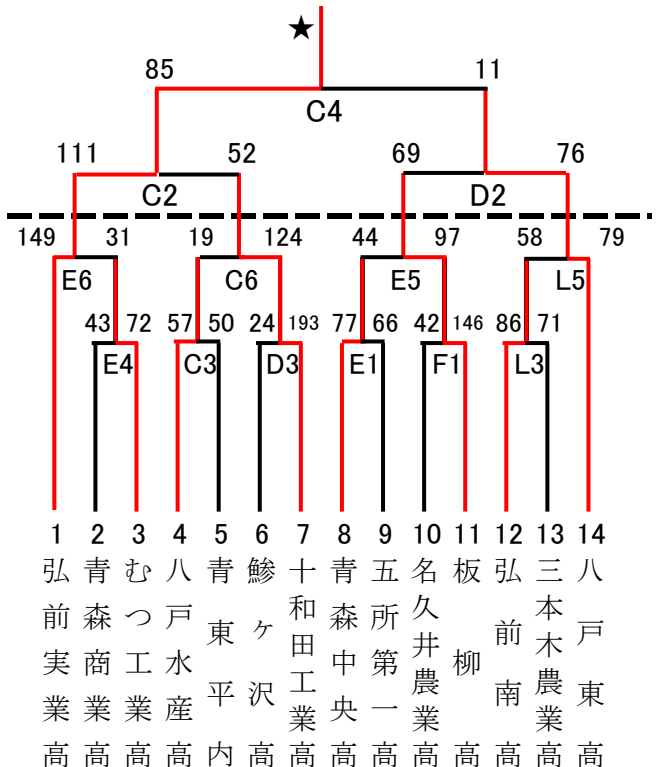 ★
85 11
C4
111 52 69 76
C2 D2
149 31 19 124 44 97 58 79
E6 C6 E5 L5
43 72 57 50 24 193 77 66 42 146 86 71
E4 C3 D3 E1 F1 L3
1 2 3 4 5 6 7 8 9 10 11 12 13 14
弘前実業高
青森商業高
むつ工業高
八戸水産高
青東平内
鯵ヶ沢高
十和田工業高
青森中央高
五所第一高
名久井農業高
板柳高
弘前南高
三本木農業高
八戸東高